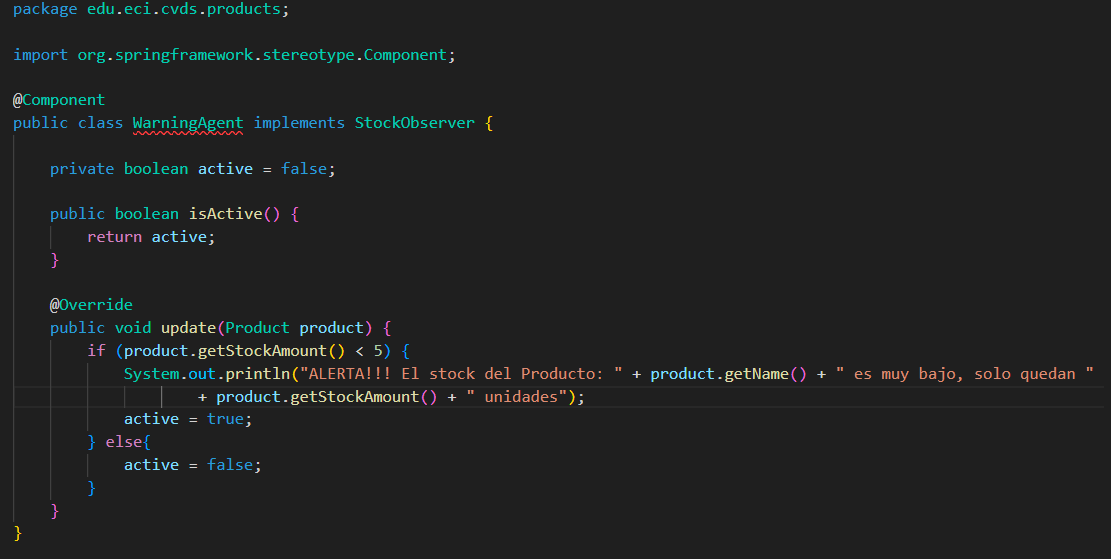 package edu.eci.cvds.products;
import org.springframework.stereotype.Component;
@Component
public class WarningAgent implements StockObserver {
private boolean active = false;
public boolean isActive() {
return active;
}
@Override
public void update(Product product) {
if (product.getStockAmount() < 5) {
System.out.println("ALERTA!!! El stock del Producto: " + product.getName() + " es muy bajo, solo quedan "
+ product.getStockAmount() + " unidades");
active = true;
} else{
active = false;
}
}
}